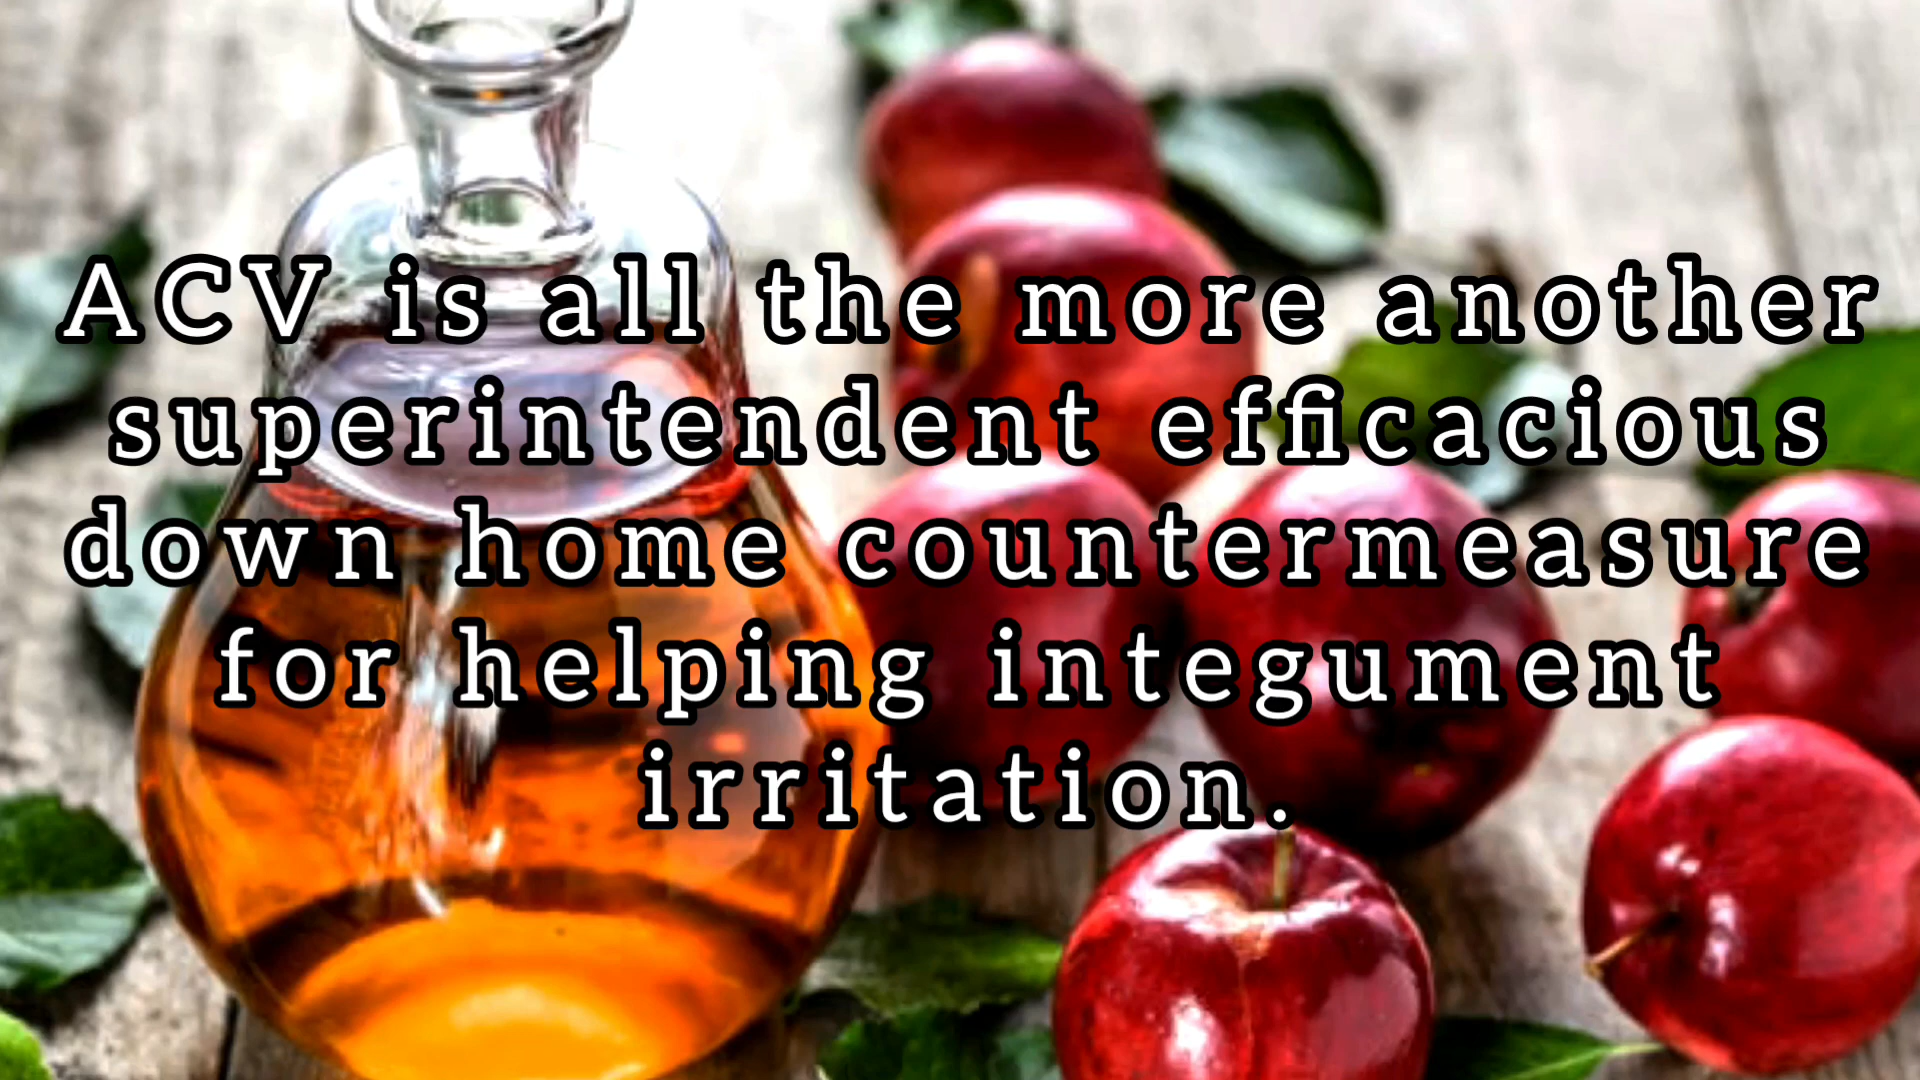 ACV is all the more another
superintendent efficacious
down home countermeasure
for helping integument
irritation.